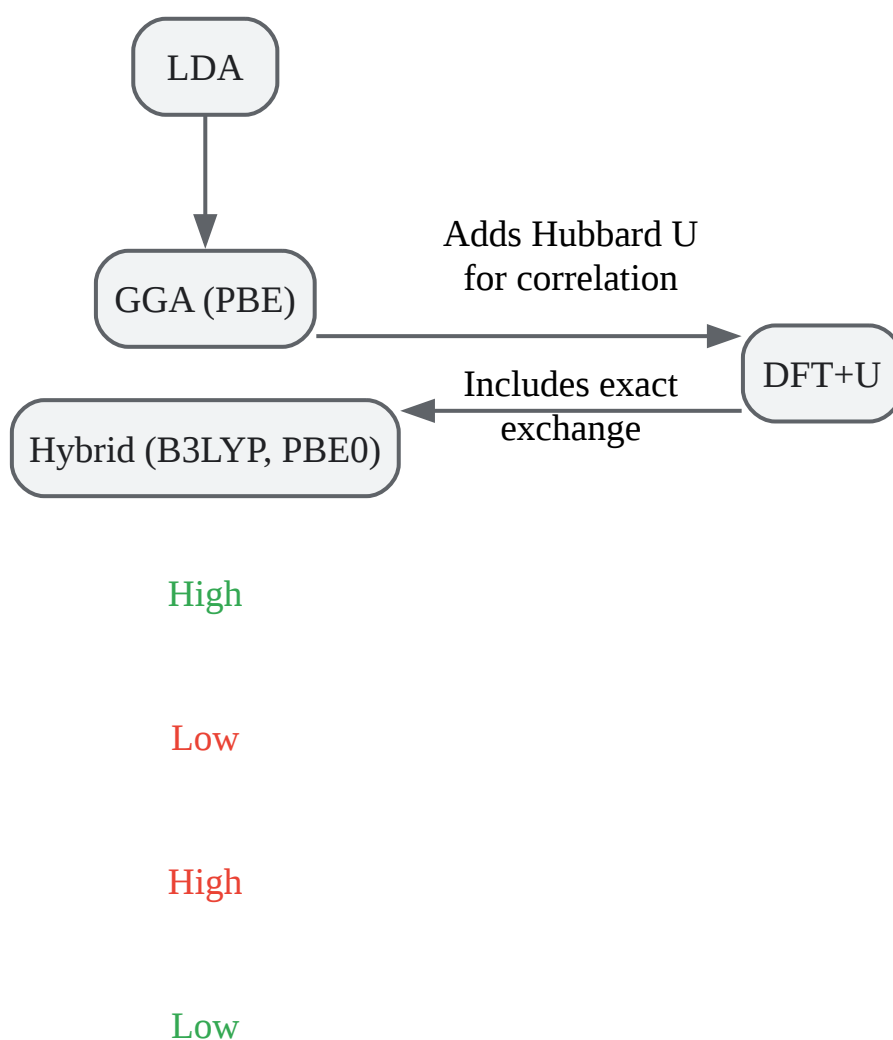 LDA
Adds Hubbard U
for correlation
GGA (PBE)
DFT+U
Includes exact
exchange
Hybrid (B3LYP, PBE0)
High
Low
High
Low